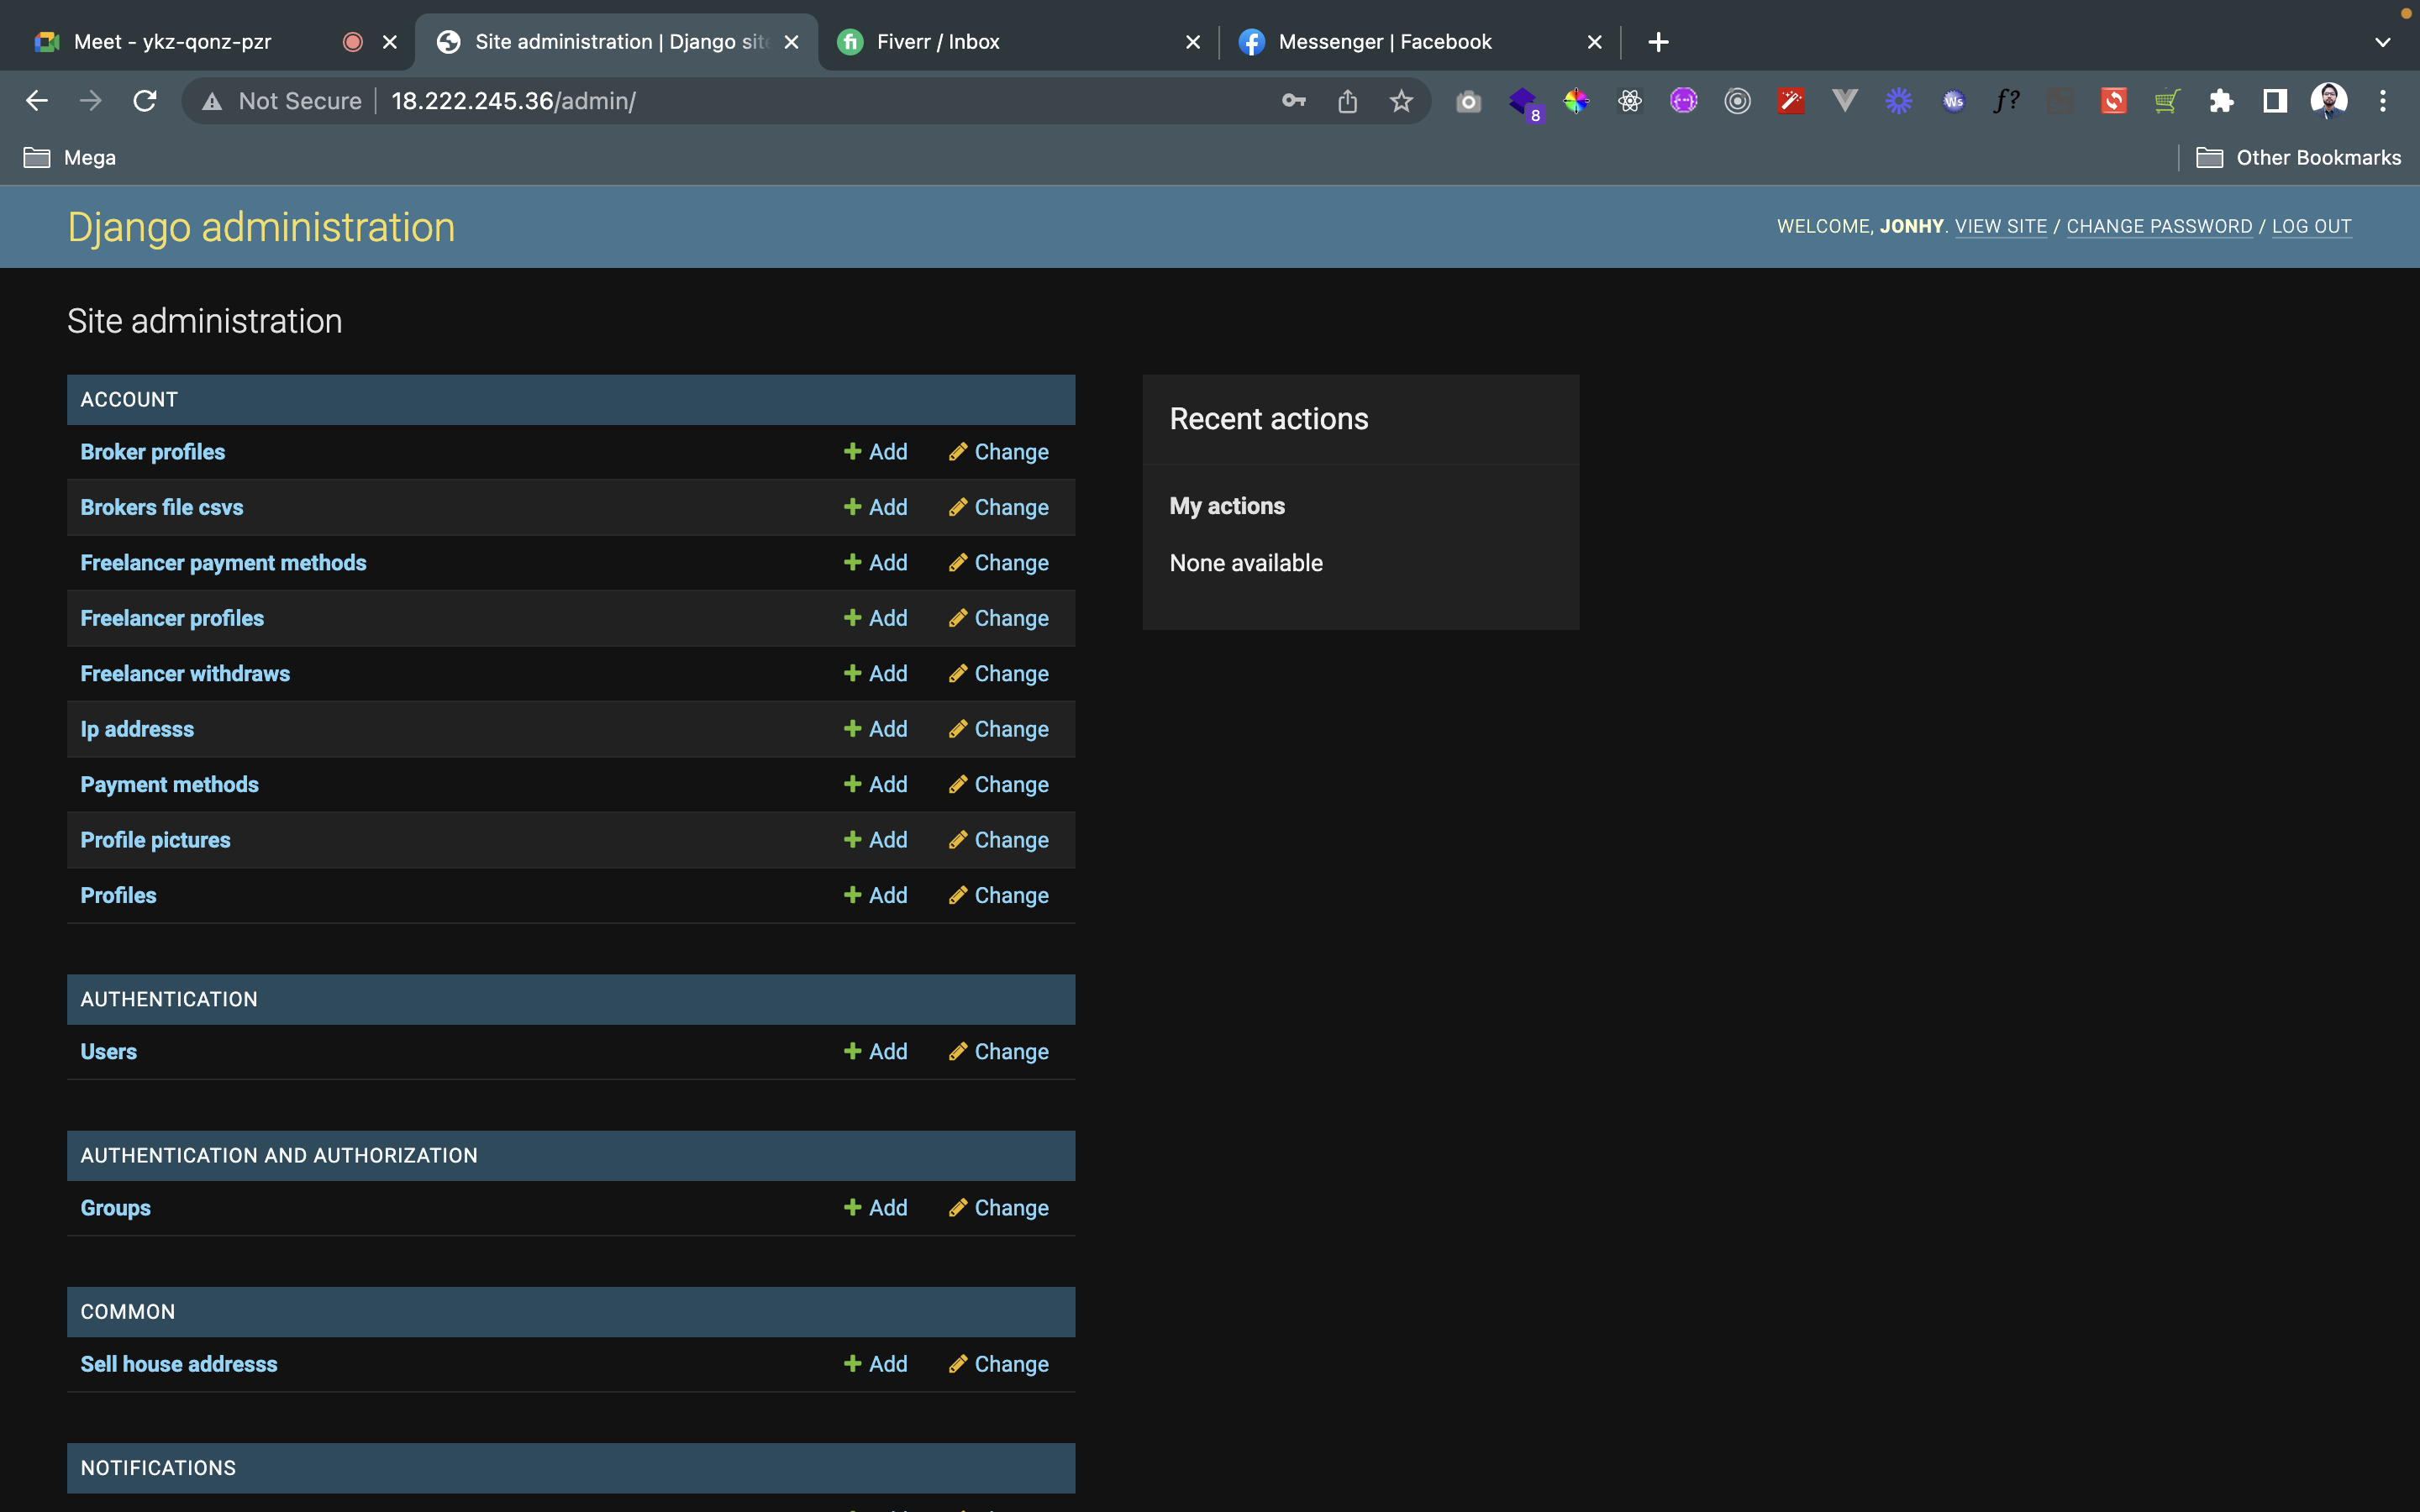 Meet - ykz-qonz-pzr
Site administration | Django sit
Fiverr / Inbox
Messenger | Facebook
Not Secure
18.222.245.36/admin/
8
Ws
f?
Mega
Other Bookmarks
Django administration
WELCOME, JONHY. VIEW SITE / CHANGE PASSWORD / LOG OUT
Site administration
ACCOUNT
Broker profiles Add Change
Brokers file csvs Add Change
Freelancer payment methods Add Change
Freelancer profiles Add Change
Freelancer withdraws Add Change
Ip addresss Add Change
Payment methods Add Change
Profile pictures Add Change
Profiles Add Change
Recent actions
My actions
None available
AUTHENTICATION
Users Add Change
AUTHENTICATION AND AUTHORIZATION
Groups Add Change
COMMON
Sell house addresss Add Change
NOTIFICATIONS